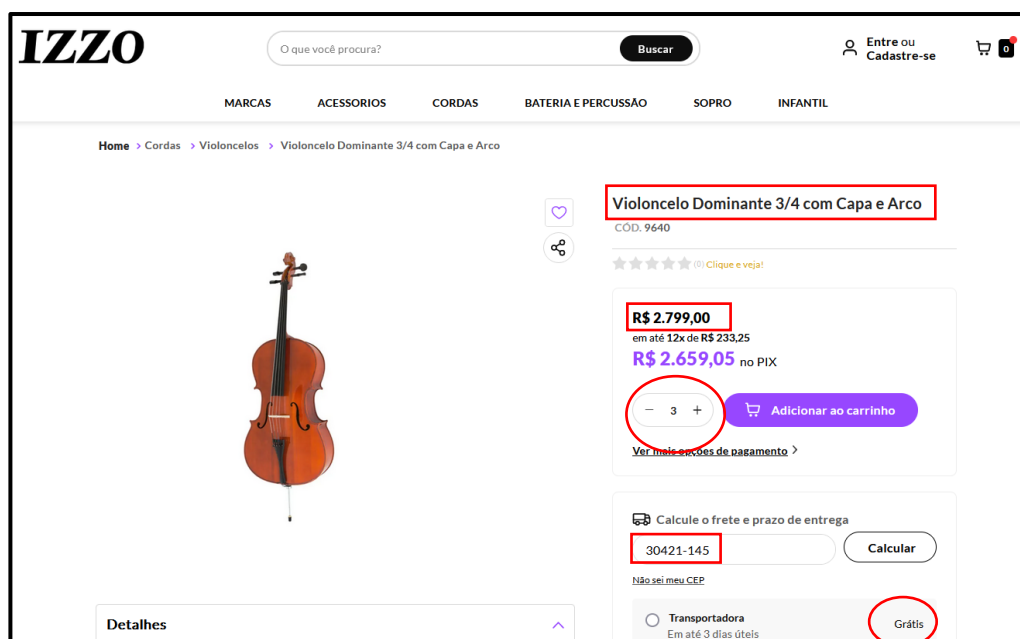 IZZO
O que você procura?
Buscar
Entre ou
Cadastre-se
0
MARCAS ACESSORIOS CORDAS BATERIA E PERCUSSÃO SOPRO INFANTIL
Home > Cordas > Violoncelos > Violoncelo Dominante 3/4 com Capa e Arco
Violoncelo Dominante 3/4 com Capa e Arco
CÓD. 9640
(0) Clique e veja!
R$ 2.799,00
em até 12x de R$ 233,25
R$ 2.659,05 no PIX
− 3 +
Adicionar ao carrinho
Ver mais opções de pagamento >
Calcule o frete e prazo de entrega
30421-145
Calcular
Não sei meu CEP
Transportadora
Em até 3 dias úteis
Grátis
Detalhes